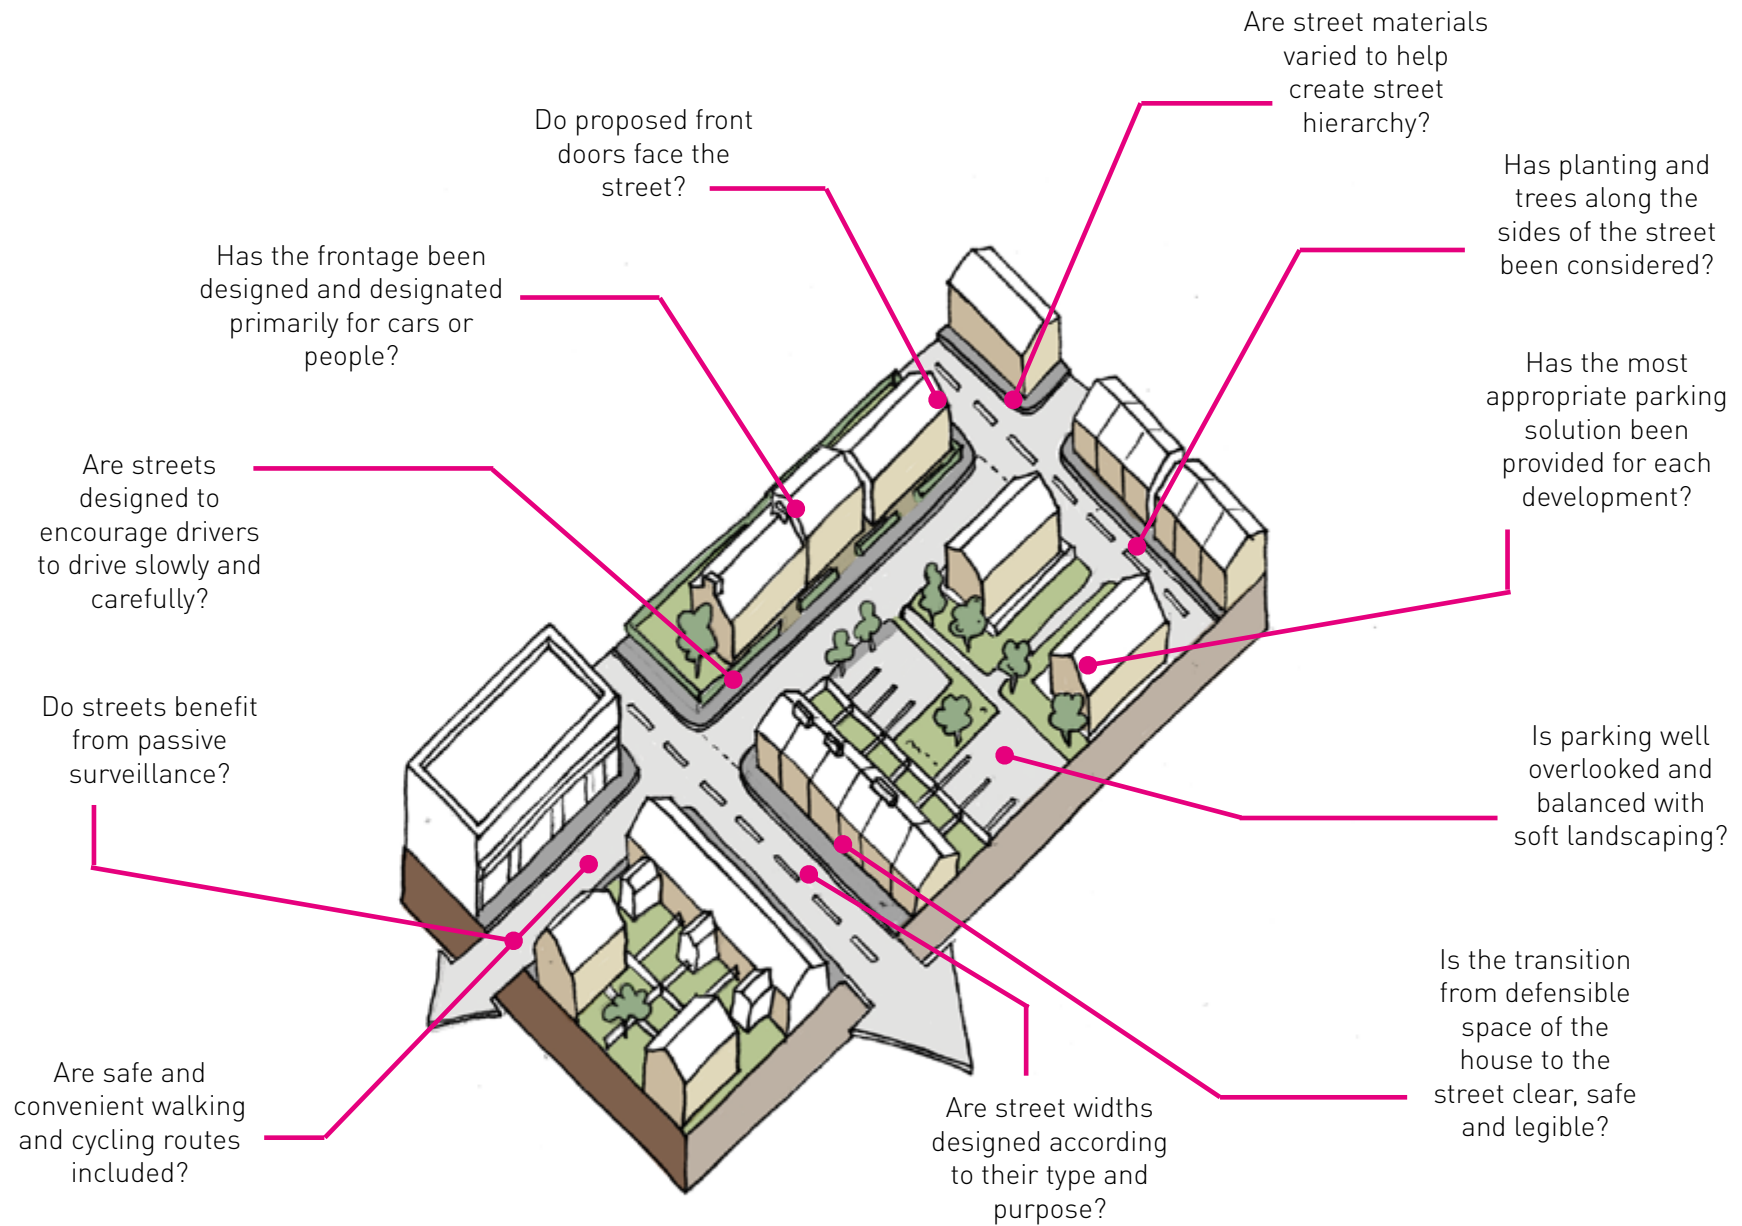 Are street materials
varied to help
create street
hierarchy?
Do proposed front
doors face the
street?
Has planting and
trees along the
sides of the street
been considered?
Has the frontage been
designed and designated
primarily for cars or
people?
Has the most
appropriate parking
solution been
provided for each
development?
Are streets
designed to
encourage drivers
to drive slowly and
carefully?
Do streets benefit
from passive
surveillance?
Is parking well
overlooked and
balanced with
soft landscaping?
Is the transition
from defensible
space of the
house to the
street clear, safe
and legible?
Are safe and
convenient walking
and cycling routes
included?
Are street widths
designed according
to their type and
purpose?